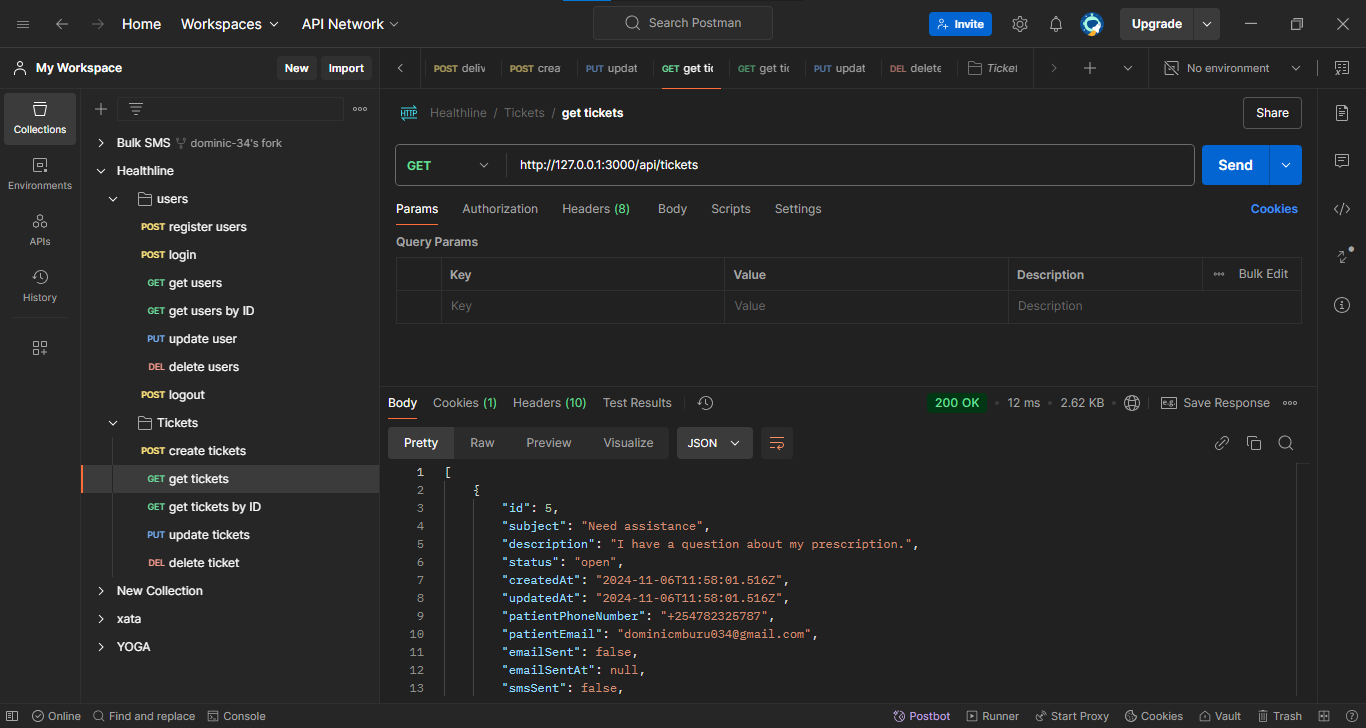 Home Workspaces API Network Search Postman Invite Upgrade
My Workspace New Import POST deliv POST crea PUT updat GET get tic GET get tic PUT updat DEL delete Ticket No environment
Collections
Environments
APIs
History
Bulk SMS dominic-34's fork
Healthline
users
POST register users
POST login
GET get users
GET get users by ID
PUT update user
DEL delete users
POST logout
Tickets
POST create tickets
GET get tickets
GET get tickets by ID
PUT update tickets
DEL delete ticket
New Collection
xata
YOGA
HTTP Healthline / Tickets / get tickets Share
GET http://127.0.0.1:3000/api/tickets Send
Params Authorization Headers (8) Body Scripts Settings Cookies
Query Params
Key Value Description Bulk Edit
Key Value Description
Body Cookies (1) Headers (10) Test Results 200 OK • 12 ms • 2.62 KB • e.g. Save Response
Pretty Raw Preview Visualize JSON
1 [
2 {
3 "id": 5,
4 "subject": "Need assistance",
5 "description": "I have a question about my prescription.",
6 "status": "open",
7 "createdAt": "2024-11-06T11:58:01.516Z",
8 "updatedAt": "2024-11-06T11:58:01.516Z",
9 "patientPhoneNumber": "+254782325787",
10 "patientEmail": "dominicmburu034@gmail.com",
11 "emailSent": false,
12 "emailSentAt": null,
13 "smsSent": false,
Online Find and replace Console Postbot Runner Start Proxy Cookies Vault Trash